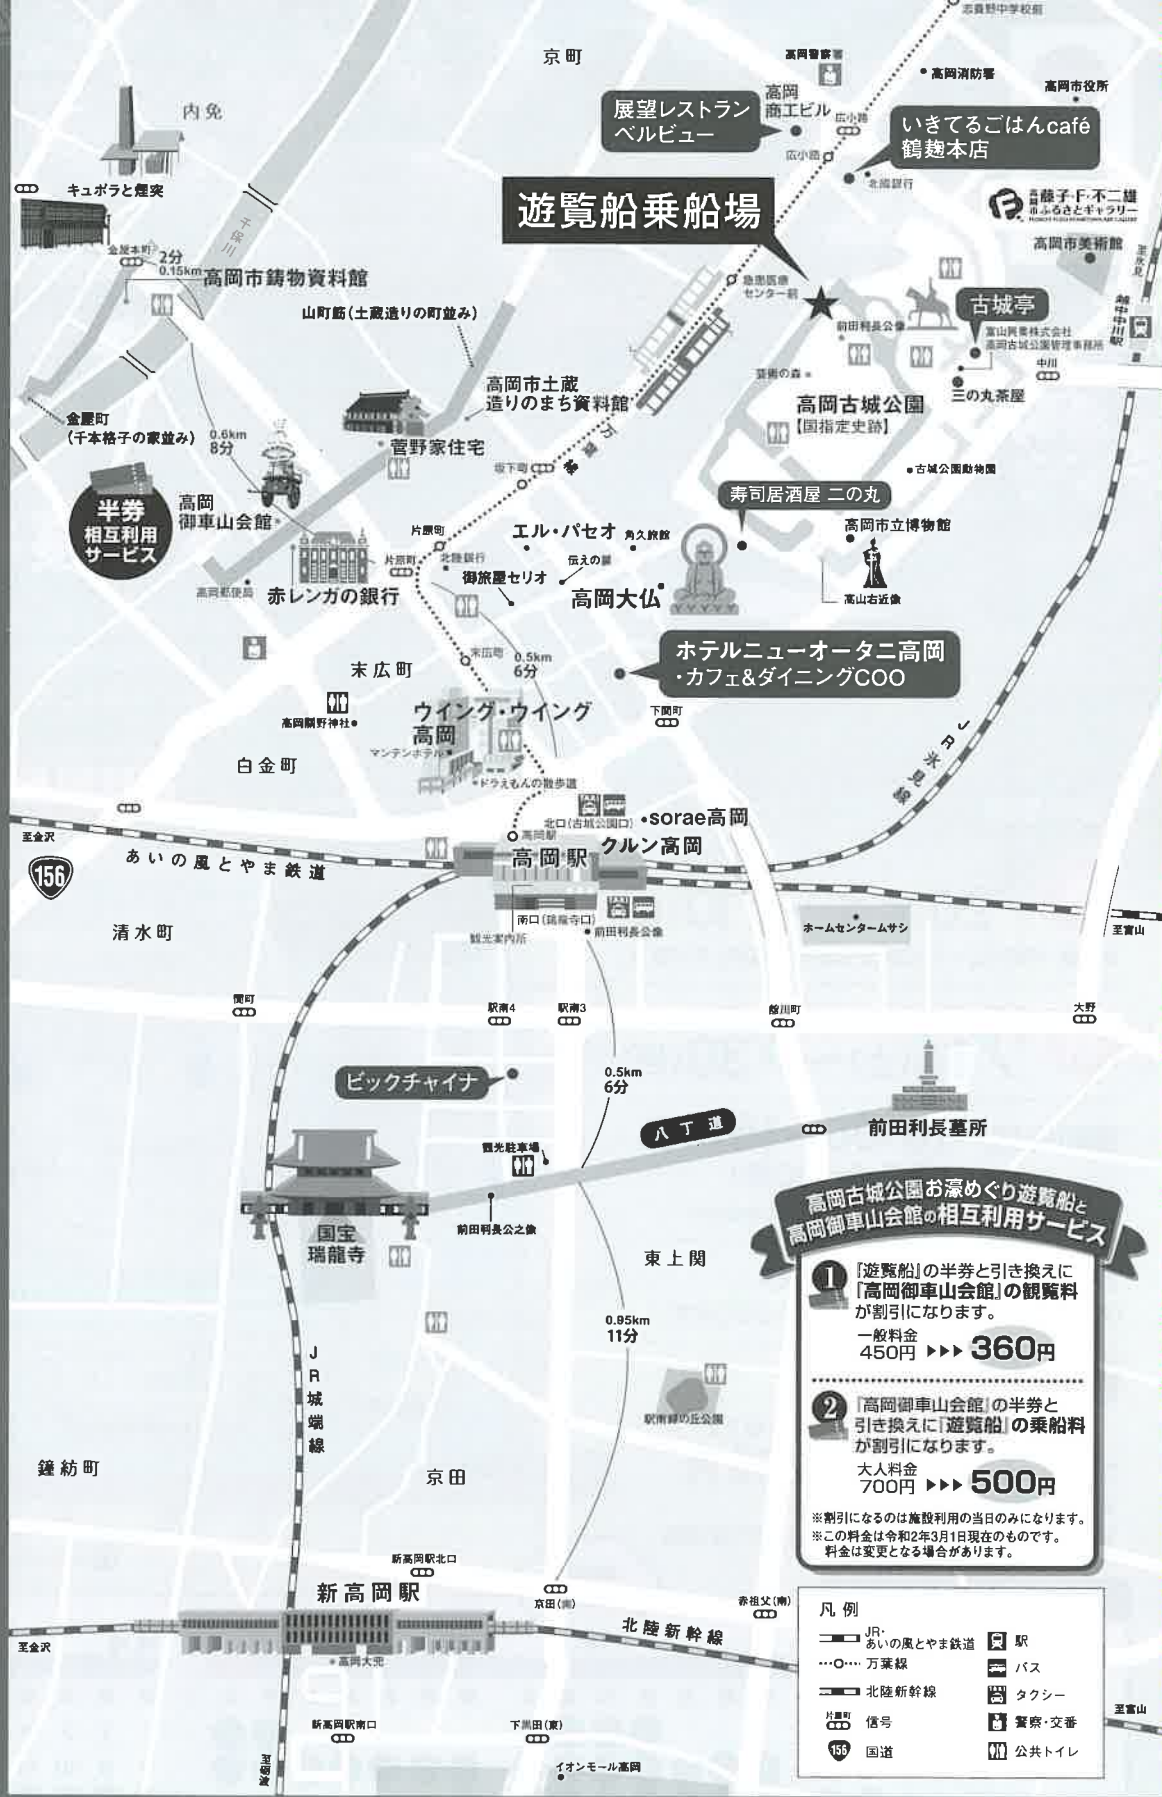 志貴野中学校前
京町
高岡警察署
高岡消防署
高岡市役所
高岡
商工ビル
展望レストラン
ベルビュー
広小路
広小路
いきてるごはんcafé
鶴麹本店
北國銀行
内免
キュポラと煙突
遊覧船乗船場
高岡市
藤子・F・不二雄
ふるさとギャラリー
高岡市美術館
至氷見
越中中川駅
千保川
金屋本町
2分
0.15km
高岡市鋳物資料館
急患医療
センター前
山町筋(土蔵造りの町並み)
前田利長公像
古城亭
富山興業株式会社
高岡古城公園管理事務所
中川
芸術の森
三の丸茶屋
高岡古城公園
【国指定史跡】
高岡市土蔵
造りのまち資料館
金屋町
(千本格子の家並み)
0.6km
8分
菅野家住宅
万葉線
坂下町
古城公園動物園
半券
相互利用
サービス
高岡
御車山会館
寿司居酒屋 二の丸
高岡市立博物館
片原町
片原町
エル・パセオ
角久旅館
北陸銀行
伝えの扉
御旅屋セリオ
高岡大仏
高山右近像
高岡郵便局
赤レンガの銀行
末広町
0.5km
6分
ホテルニューオータニ高岡
・カフェ&ダイニングCOO
末広町
高岡關野神社
ウイング・ウイング
高岡
マンテンホテル
下関町
JR氷見線
白金町
ドラえもんの散歩道
北口(古城公園口)
sorae高岡
高岡駅
クルン高岡
高岡駅
至金沢
156
あいの風とやま鉄道
南口(瑞龍寺口)
前田利長公像
観光案内所
ホームセンタームサシ
至富山
清水町
関町
駅南4
駅南3
館川町
大野
ビックチャイナ
0.5km
6分
八丁道
前田利長墓所
観光駐車場
前田利長公之像
国宝
瑞龍寺
東上関
高岡古城公園お濠めぐり遊覧船と
高岡御車山会館の相互利用サービス
1
『遊覧船』の半券と引き換えに
『高岡御車山会館』の観覧料
が割引になります。
一般料金
450円 ▶▶▶ 360円
2
『高岡御車山会館』の半券と
引き換えに『遊覧船』の乗船料
が割引になります。
大人料金
700円 ▶▶▶ 500円
※割引になるのは施設利用の当日のみになります。
※この料金は令和2年3月1日現在のものです。
料金は変更となる場合があります。
0.95km
11分
JR城端線
駅南緑の丘公園
鐘紡町
京田
新高岡駅北口
新高岡駅
京田(南)
赤祖父(南)
至金沢
北陸新幹線
高岡大兜
新高岡駅南口
下黒田(東)
イオンモール高岡
至砺波
至富山
凡例
JR・
あいの風とやま鉄道
万葉線
北陸新幹線
片原町
信号
156
国道
駅
バス
タクシー
警察・交番
公共トイレ